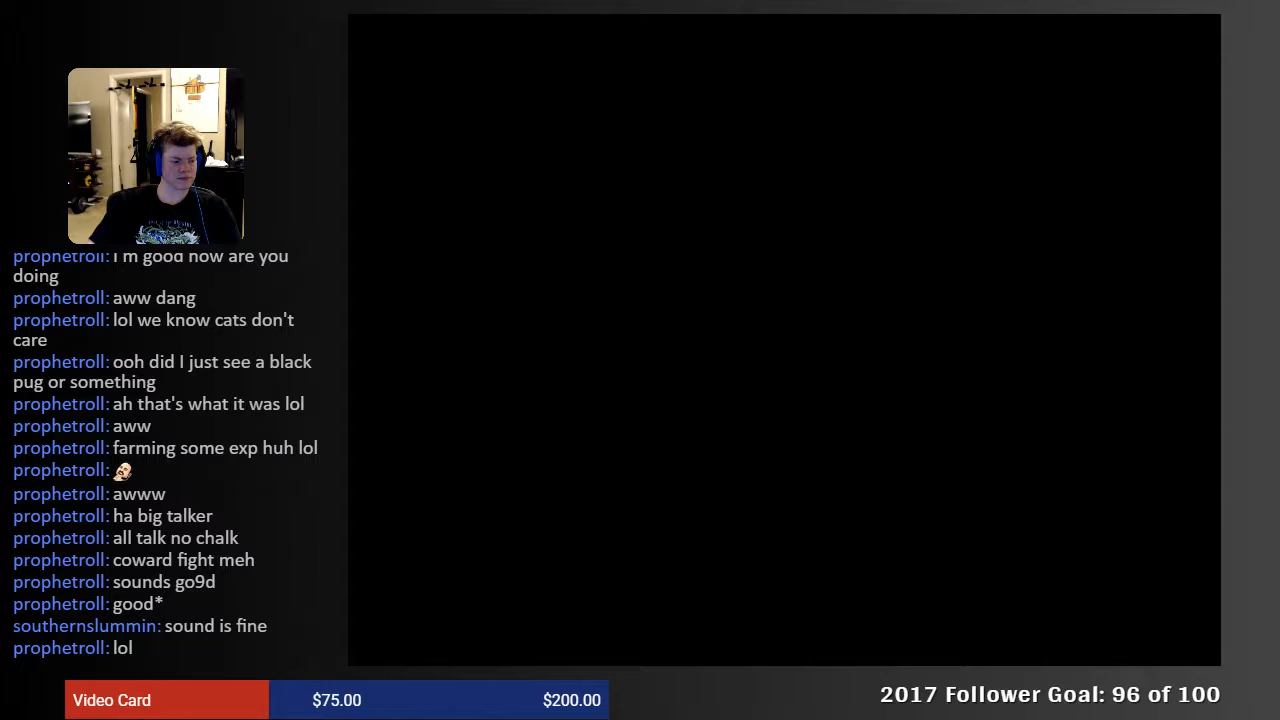 prophetroll: I'm good how are you
doing
prophetroll: aww dang
prophetroll: lol we know cats don't
care
prophetroll: ooh did I just see a black
pug or something
prophetroll: ah that's what it was lol
prophetroll: aww
prophetroll: farming some exp huh lol
prophetroll:
prophetroll: awww
prophetroll: ha big talker
prophetroll: all talk no chalk
prophetroll: coward fight meh
prophetroll: sounds go9d
prophetroll: good*
southernslummin: sound is fine
prophetroll: lol
Video Card $75.00 $200.00
2017 Follower Goal: 96 of 100